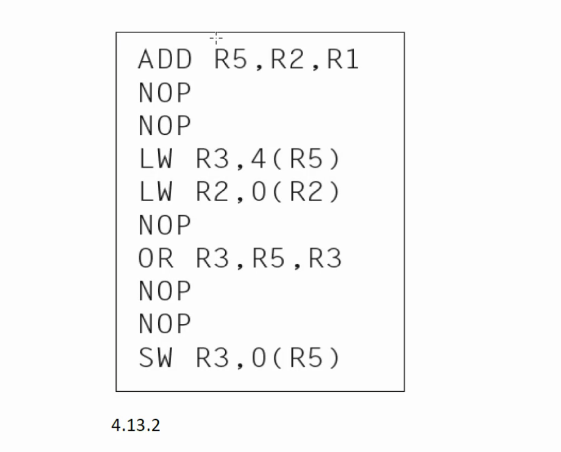 ADD R5,R2,R1
NOP
NOP
LW R3,4(R5)
LW R2,0(R2)
NOP
OR R3,R5,R3
NOP
NOP
SW R3,0(R5)
4.13.2